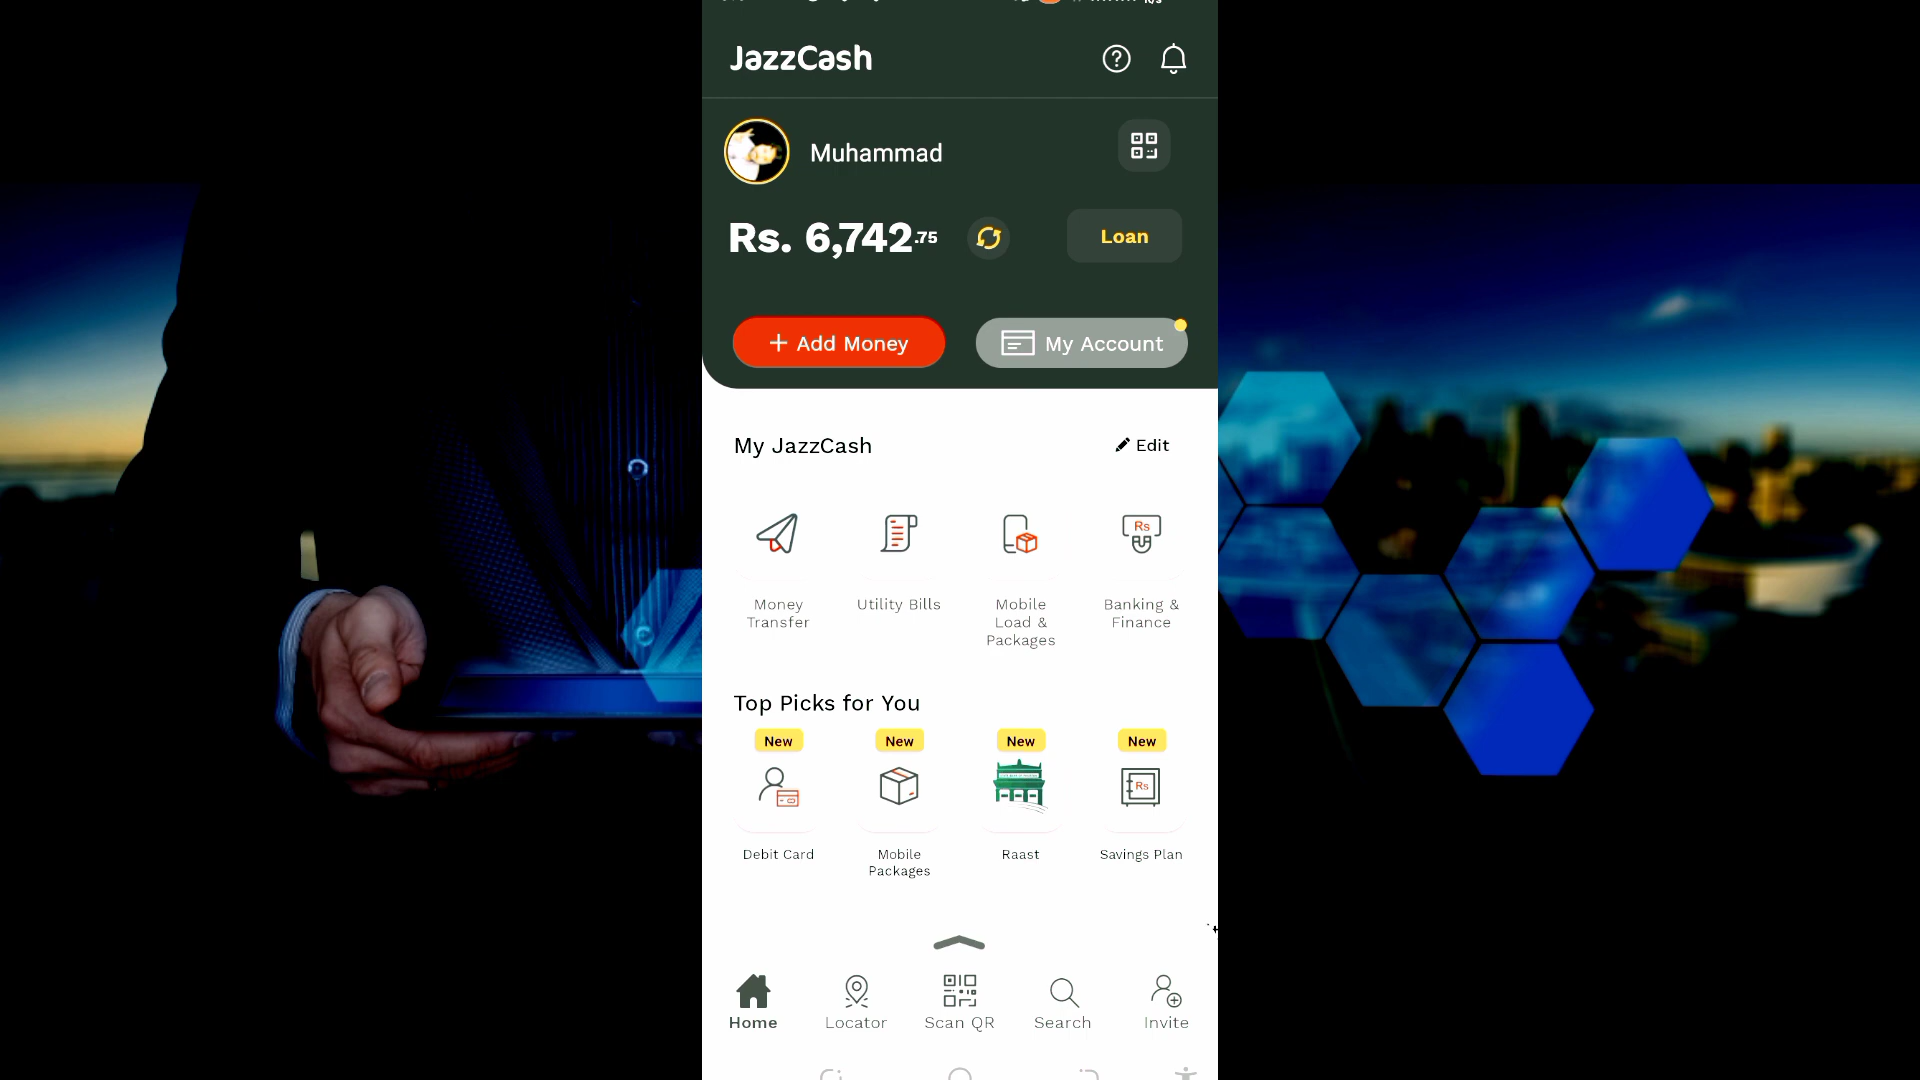 JazzCash
Muhammad
Rs. 6,742.75
Loan
+ Add Money
My Account
My JazzCash
Edit
Money Transfer
Utility Bills
Mobile Load & Packages
Rs
Banking & Finance
Top Picks for You
New
New
New
New
Rs
Debit Card
Mobile Packages
Raast
Savings Plan
Home
Locator
Scan QR
Search
Invite